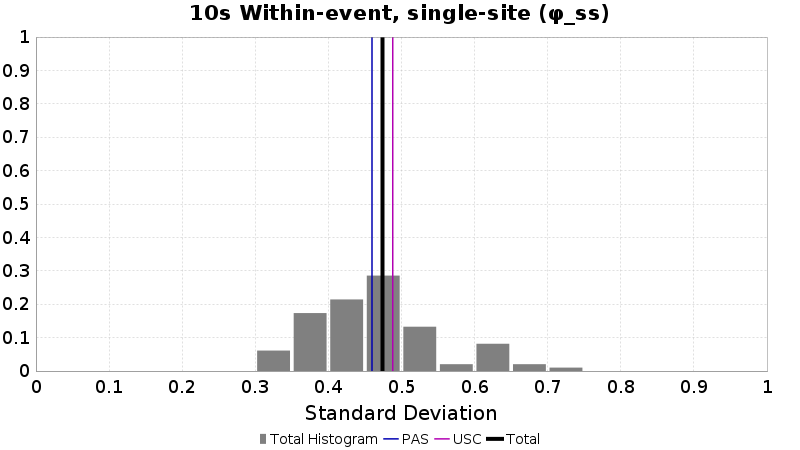 10s Within-event, single-site (φ_ss)
1
0.9
0.8
0.7
0.6
0.5
0.4
0.3
0.2
0.1
0
0 0.1 0.2 0.3 0.4 0.5 0.6 0.7 0.8 0.9 1
Standard Deviation
Total Histogram PAS USC Total